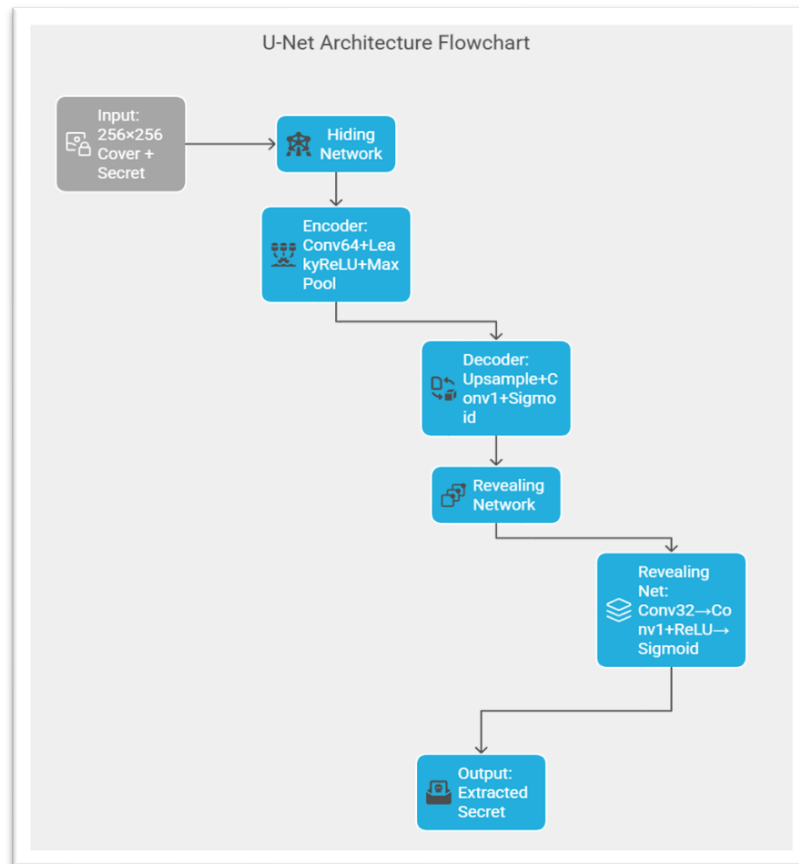 U-Net Architecture Flowchart
Input:
256×256
Cover +
Secret
Hiding
Network
Encoder:
Conv64+Lea
kyReLU+Max
Pool
Decoder:
Upsample+C
onv1+Sigmo
id
Revealing
Network
Revealing
Net:
Conv32→Co
nv1+ReLU→
Sigmoid
Output:
Extracted
Secret